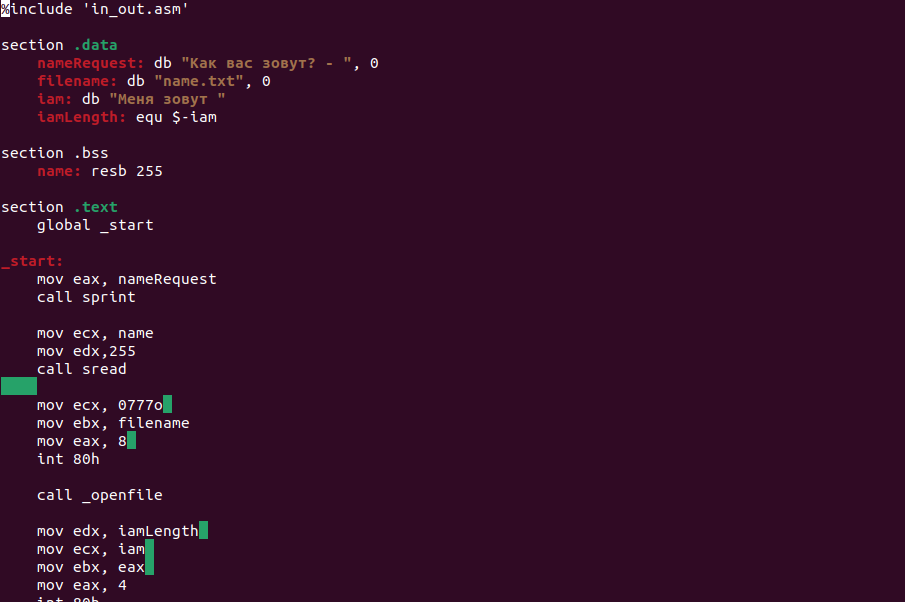 %include 'in_out.asm'
section .data
nameRequest: db "Как вас зовут? - ", 0
filename: db "name.txt", 0
iam: db "Меня зовут "
iamLength: equ $-iam
section .bss
name: resb 255
section .text
global _start
_start:
mov eax, nameRequest
call sprint
mov ecx, name
mov edx,255
call sread
mov ecx, 0777o
mov ebx, filename
mov eax, 8
int 80h
call _openfile
mov edx, iamLength
mov ecx, iam
mov ebx, eax
mov eax, 4
int 80h